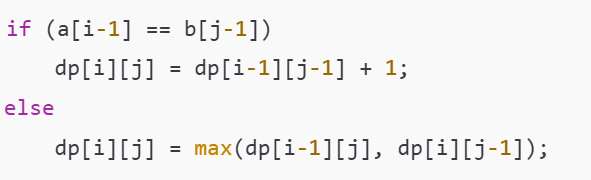 if (a[i-1] == b[j-1])
    dp[i][j] = dp[i-1][j-1] + 1;
else
    dp[i][j] = max(dp[i-1][j], dp[i][j-1]);